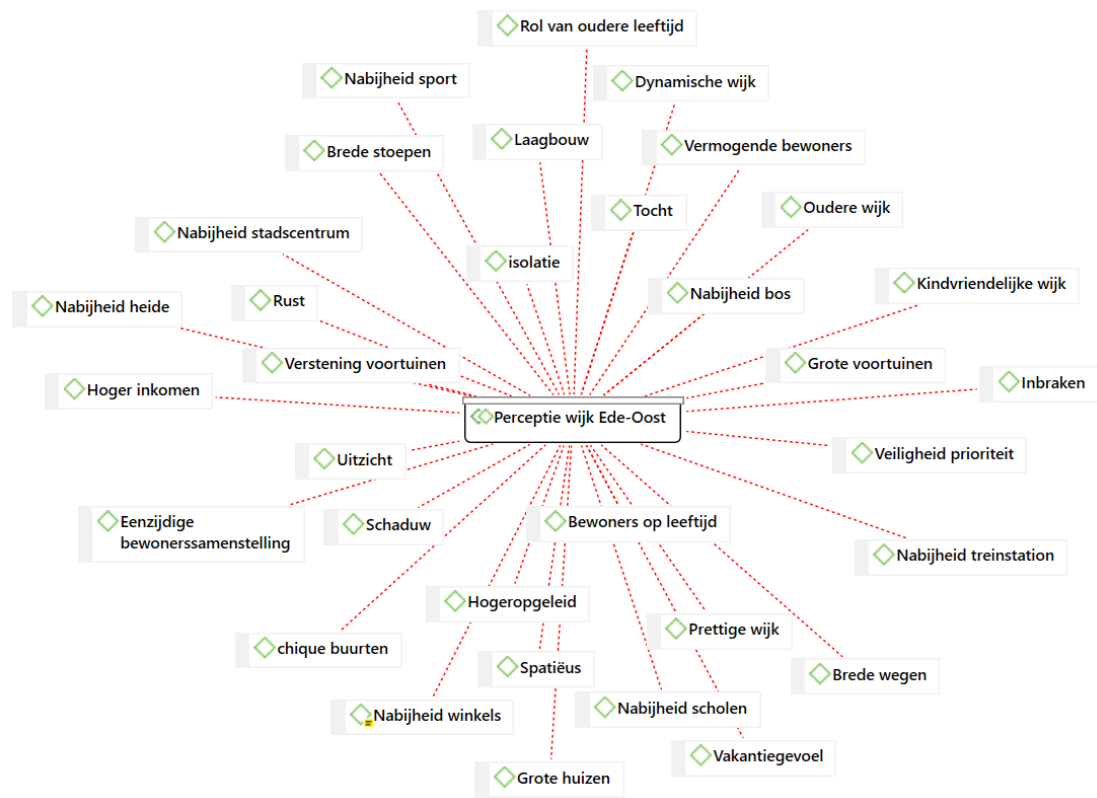 Rol van oudere leeftijd
Nabijheid sport
Dynamische wijk
Laagbouw
Vermogende bewoners
Brede stoepen
Oudere wijk
Tocht
Nabijheid stadscentrum
isolatie
Kindvriendelijke wijk
Nabijheid bos
Rust
Nabijheid heide
Verstening voortuinen
Grote voortuinen
Inbraken
Hoger inkomen
Perceptie wijk Ede-Oost
Uitzicht
Veiligheid prioriteit
Eenzijdige
bewonerssamenstelling
Schaduw
Bewoners op leeftijd
Nabijheid treinstation
Hogeropgeleid
Prettige wijk
chique buurten
Spatiëus
Brede wegen
Nabijheid winkels
Nabijheid scholen
Vakantiegevoel
Grote huizen